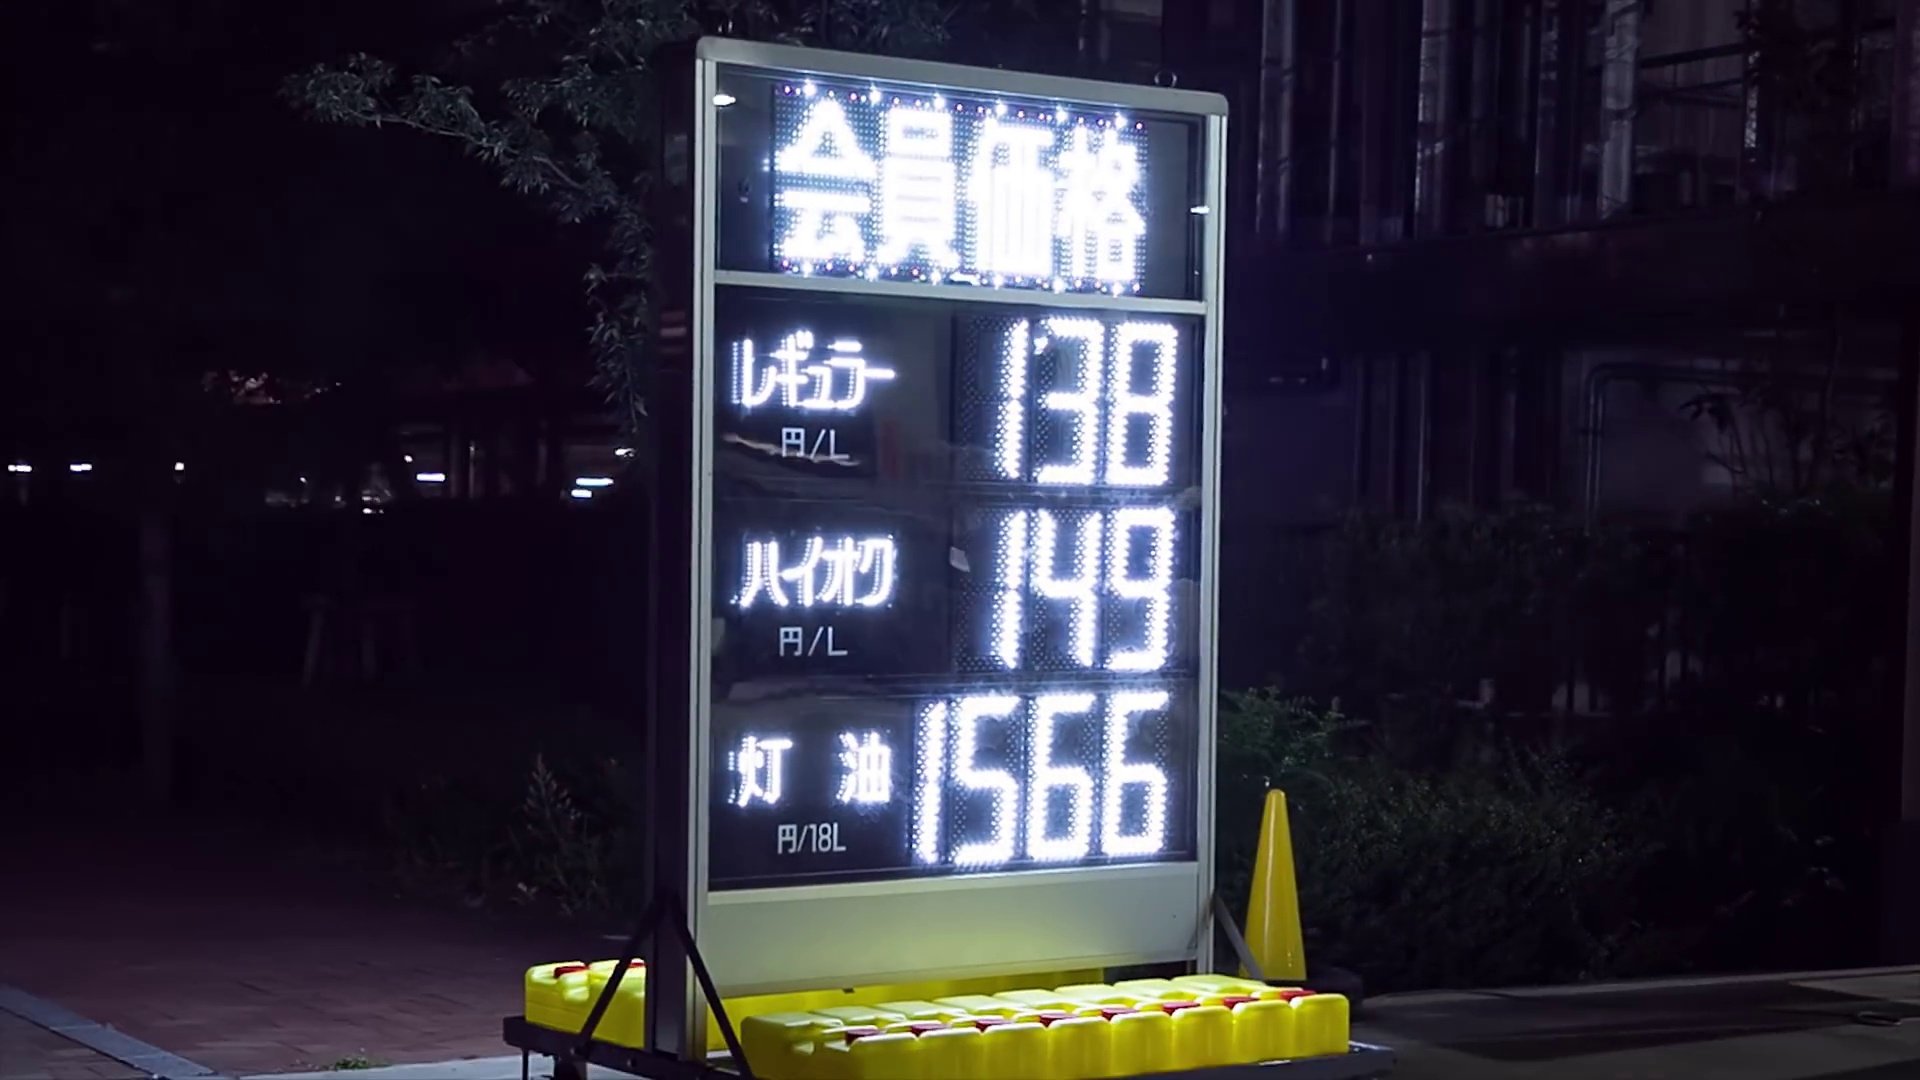 会員価格
レギュラー 138
円/L
ハイオク 149
円/L
灯油 1566
円/18L